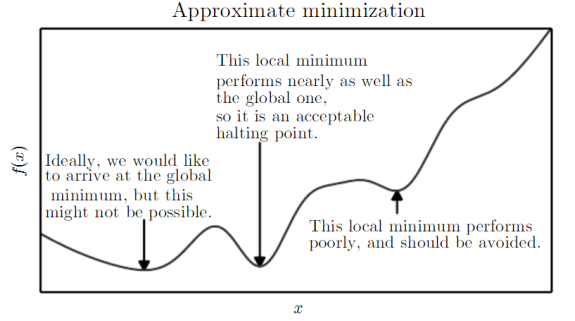 Approximate minimization
This local minimum
performs nearly as well as
the global one,
so it is an acceptable
halting point.
Ideally, we would like
to arrive at the global
minimum, but this
might not be possible.
This local minimum performs
poorly, and should be avoided.
f(x)
x